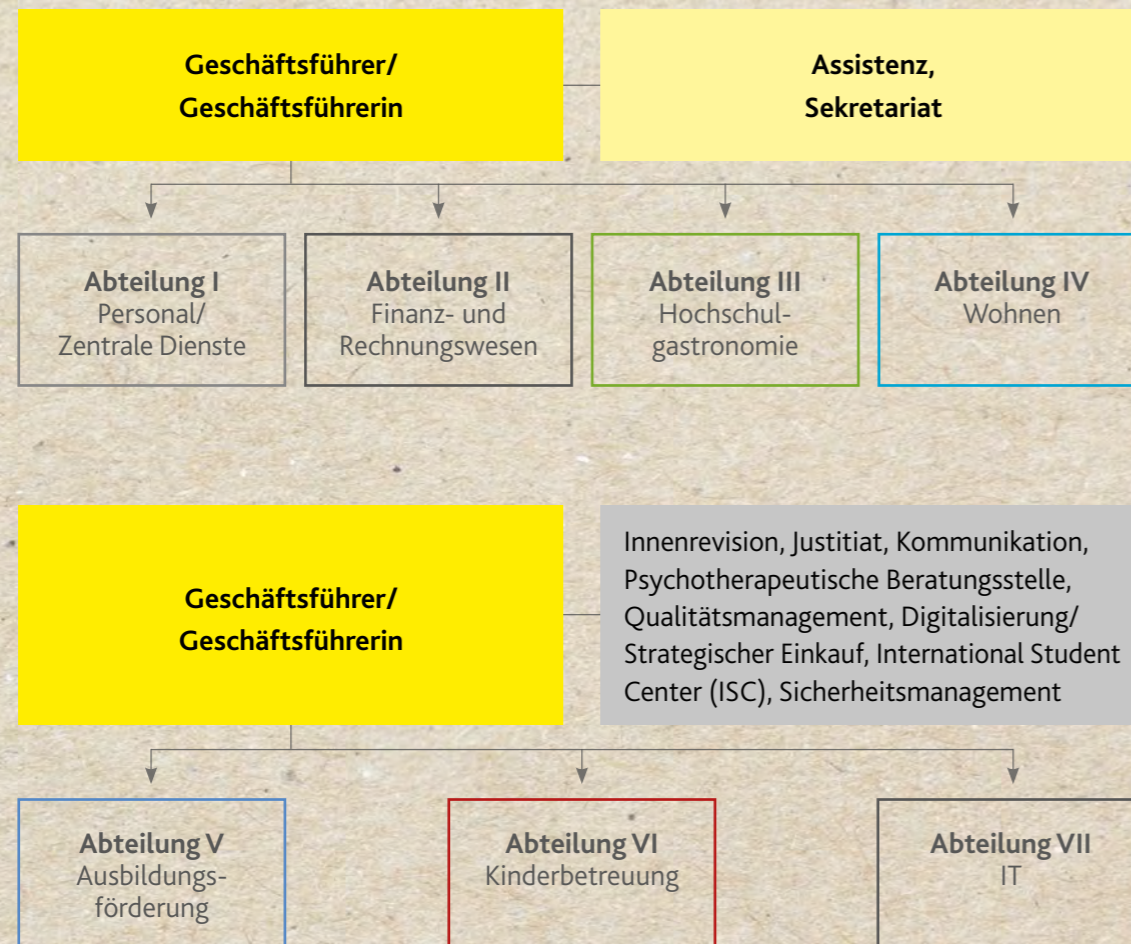 Geschäftsführer/
Geschäftsführerin
Assistenz,
Sekretariat
Abteilung I
Personal/
Zentrale Dienste
Abteilung II
Finanz- und
Rechnungswesen
Abteilung III
Hochschul-
gastronomie
Abteilung IV
Wohnen
Geschäftsführer/
Geschäftsführerin
Innenrevision, Justitiat, Kommunikation,
Psychotherapeutische Beratungsstelle,
Qualitätsmanagement, Digitalisierung/
Strategischer Einkauf, International Student
Center (ISC), Sicherheitsmanagement
Abteilung V
Ausbildungs-
förderung
Abteilung VI
Kinderbetreuung
Abteilung VII
IT